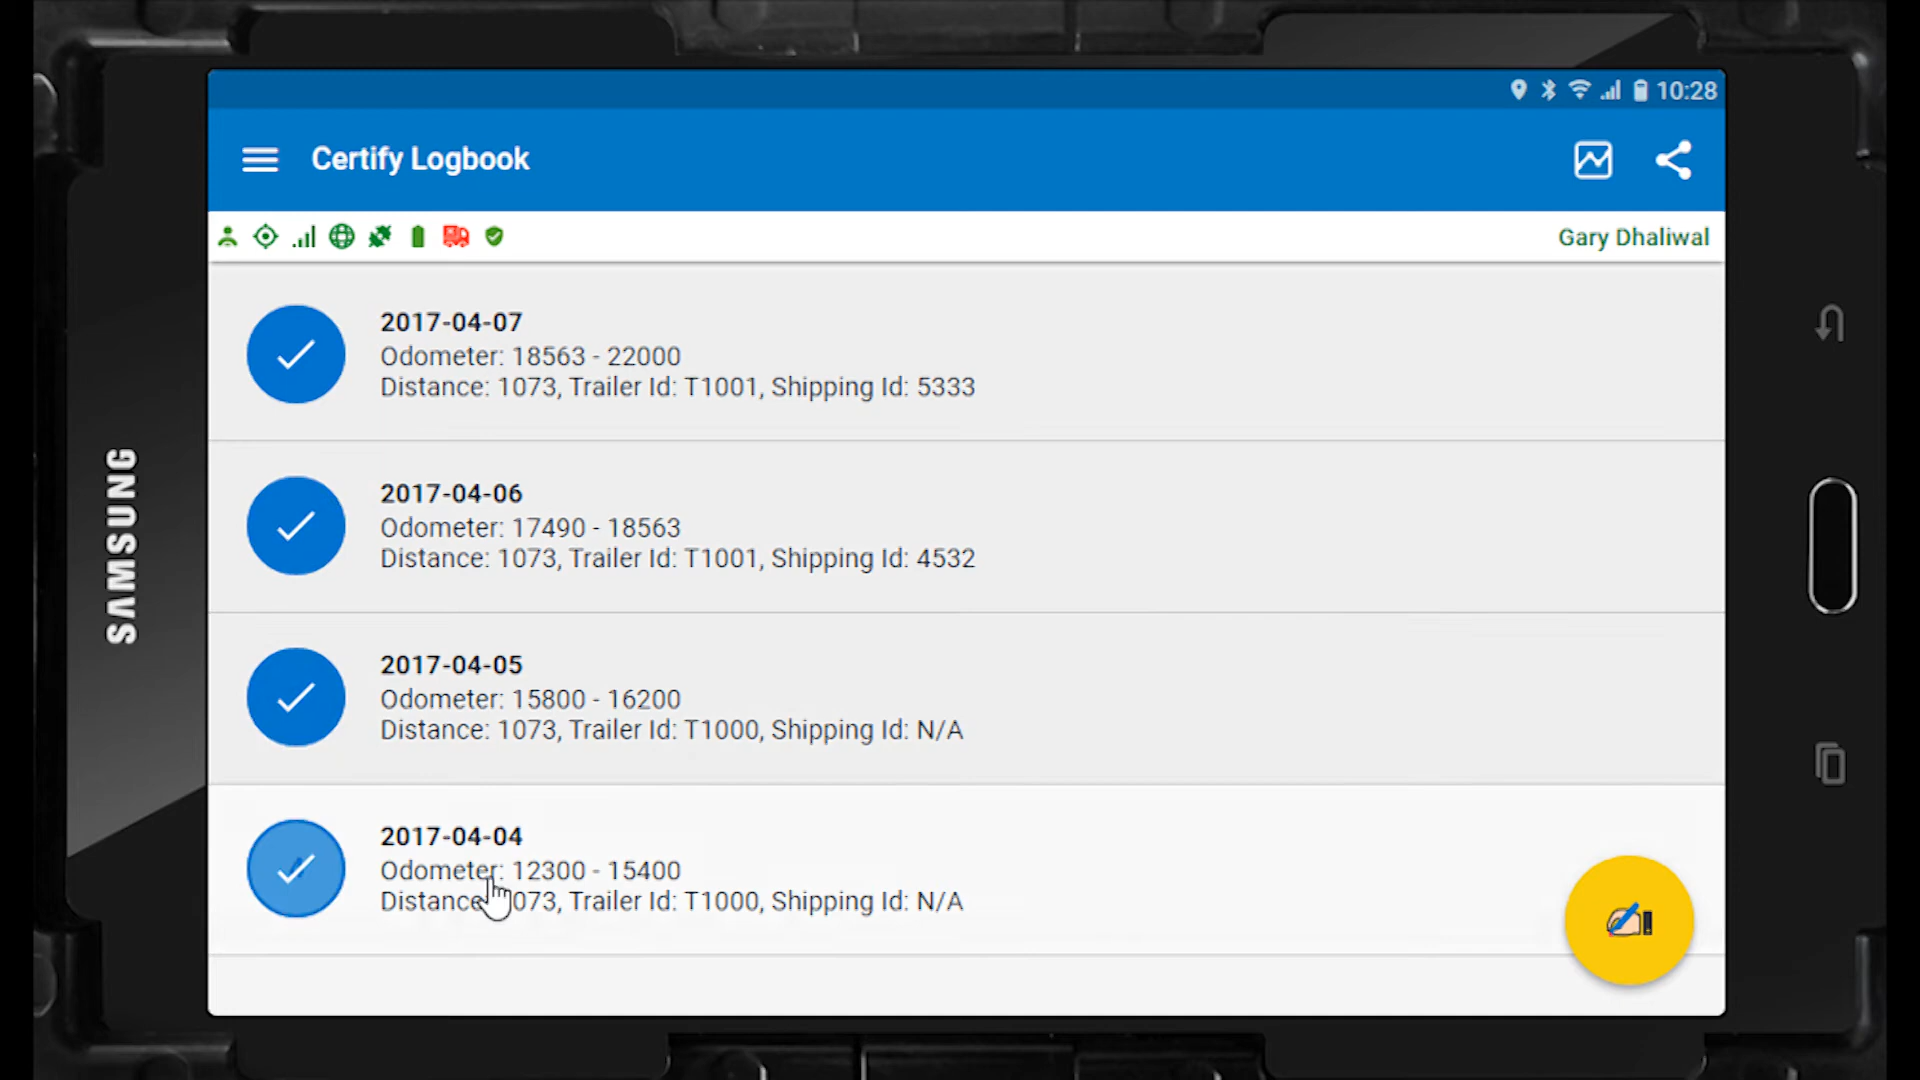 10:28
Certify Logbook
Gary Dhaliwal
2017-04-07
Odometer: 18563 - 22000
Distance: 1073, Trailer Id: T1001, Shipping Id: 5333
2017-04-06
Odometer: 17490 - 18563
Distance: 1073, Trailer Id: T1001, Shipping Id: 4532
2017-04-05
Odometer: 15800 - 16200
Distance: 1073, Trailer Id: T1000, Shipping Id: N/A
2017-04-04
Odometer: 12300 - 15400
Distance 073, Trailer Id: T1000, Shipping Id: N/A
SAMSUNG